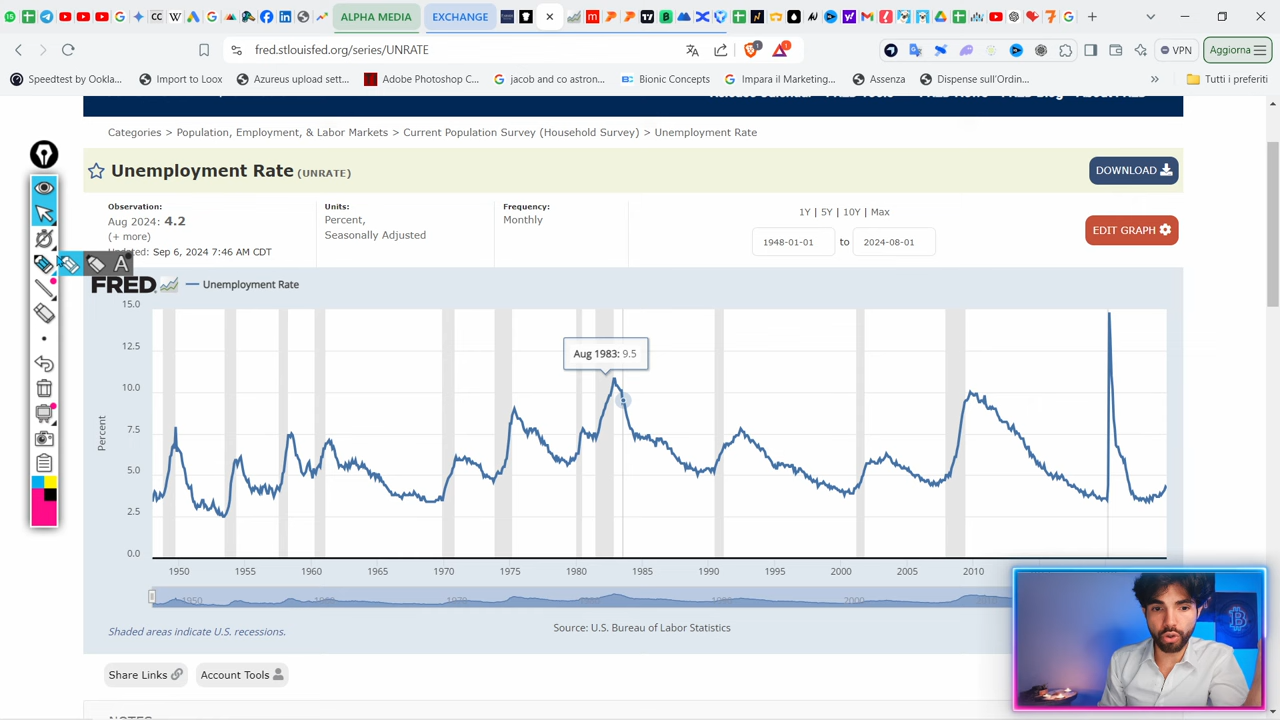 ALPHA MEDIA
EXCHANGE
fred.stlouisfed.org/series/UNRATE
VPN
Aggiorna
Speedtest by Ookla...
Import to Loox
Azureus upload sett...
Adobe Photoshop C...
jacob and co astron...
Bionic Concepts
Impara il Marketing...
Assenza
Dispense sull'Ordin...
»
Tutti i preferiti
Categories > Population, Employment, & Labor Markets > Current Population Survey (Household Survey) > Unemployment Rate
Unemployment Rate (UNRATE)
DOWNLOAD
Observation:
Aug 2024: 4.2
(+ more)
Updated: Sep 6, 2024 7:46 AM CDT
Units:
Percent,
Seasonally Adjusted
Frequency:
Monthly
1Y | 5Y | 10Y | Max
1948-01-01 to 2024-08-01
EDIT GRAPH
A
FRED
Unemployment Rate
15.0
12.5
10.0
7.5
5.0
2.5
0.0
Percent
Aug 1983: 9.5
1950 1955 1960 1965 1970 1975 1980 1985 1990 1995 2000 2005 2010
1950
1970
2000
Shaded areas indicate U.S. recessions.
Source: U.S. Bureau of Labor Statistics
Share Links
Account Tools
NOTES